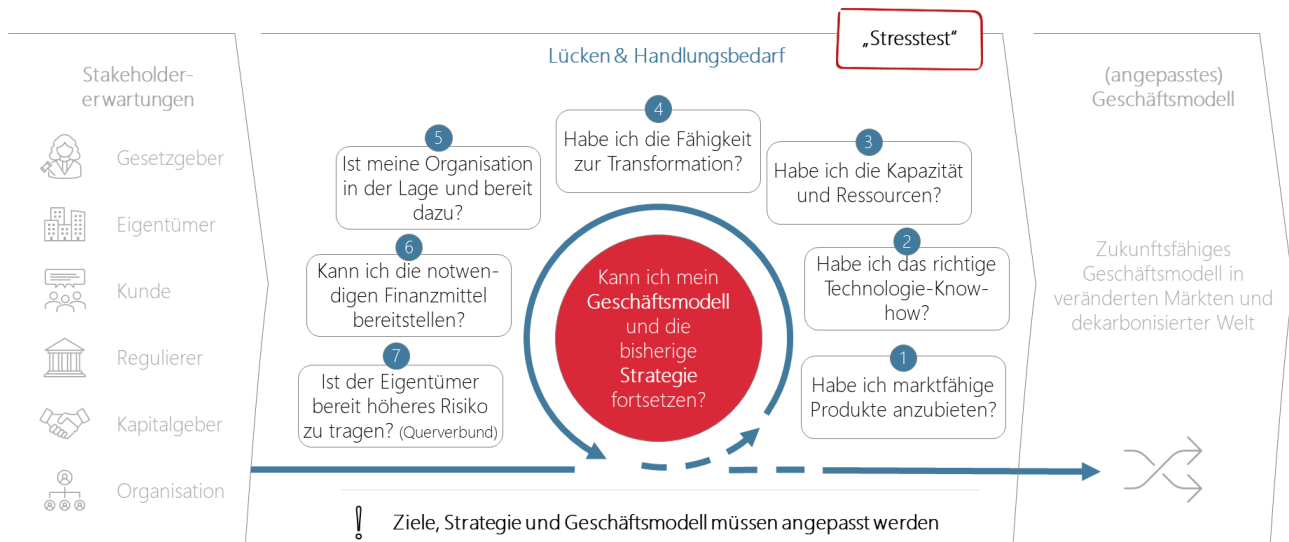 „Stresstest“
Lücken & Handlungsbedarf
Stakeholder-
erwartungen
Gesetzgeber
Eigentümer
Kunde
Regulierer
Kapitalgeber
Organisation
1
Habe ich marktfähige
Produkte anzubieten?
2
Habe ich das richtige
Technologie-Know-
how?
3
Habe ich die Kapazität
und Ressourcen?
4
Habe ich die Fähigkeit
zur Transformation?
5
Ist meine Organisation
in der Lage und bereit
dazu?
6
Kann ich die notwen-
digen Finanzmittel
bereitstellen?
7
Ist der Eigentümer
bereit höheres Risiko
zu tragen? (Querverbund)
Kann ich mein
Geschäftsmodell
und die
bisherige
Strategie
fortsetzen?
(angepasstes)
Geschäftsmodell
Zukunftsfähiges
Geschäftsmodell in
veränderten Märkten und
dekarbonisierter Welt
! Ziele, Strategie und Geschäftsmodell müssen angepasst werden